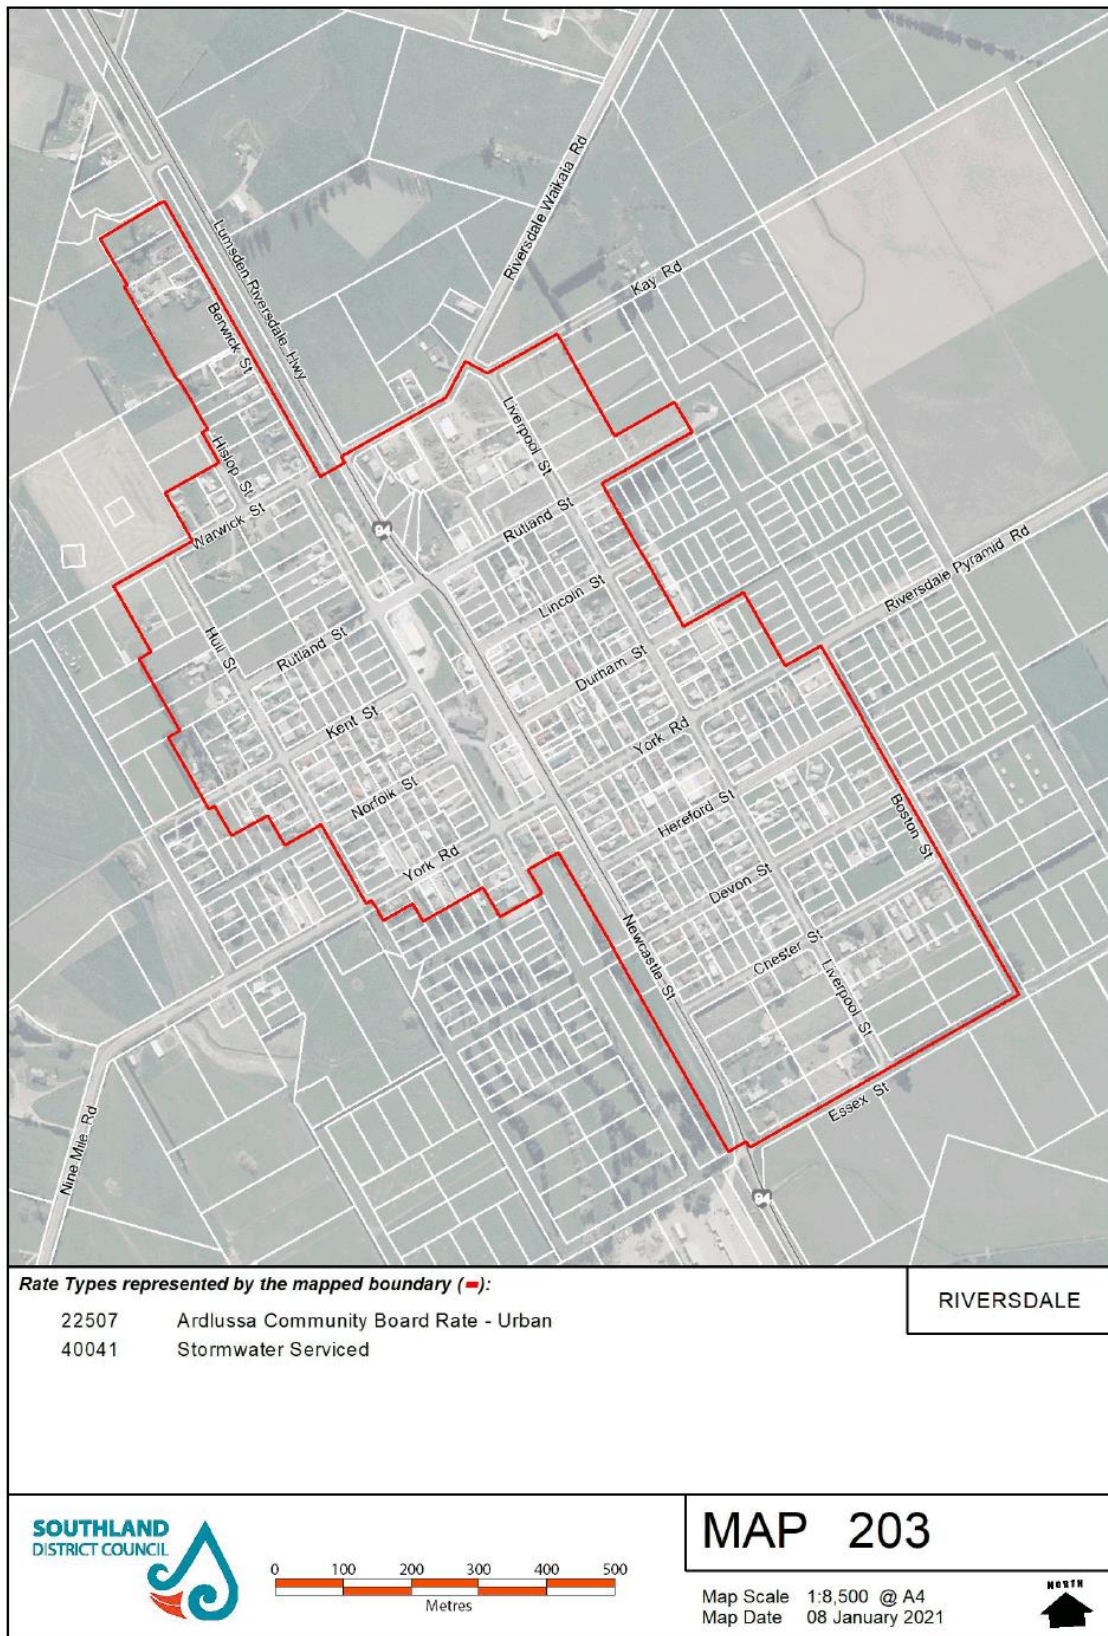 Riversdale Waikaia Rd
Kay Rd
Lumsden Riversdale Hwy
Berwick St
Liverpool St
Hislop St
Warwick St
94
Rutland St
Riversdale Pyramid Rd
Lincoln St
Hull St
Rutland St
Durham St
Kent St
York Rd
Norfolk St
Hereford St
Boston St
York Rd
Devon St
Newcastle St
Chester St
Liverpool St
Essex St
Nine Mile Rd
94
Rate Types represented by the mapped boundary (▬):
22507 Ardlussa Community Board Rate - Urban
40041 Stormwater Serviced
RIVERSDALE
SOUTHLAND
DISTRICT COUNCIL
0 100 200 300 400 500
Metres
MAP 203
Map Scale 1:8,500 @ A4
Map Date 08 January 2021
NORTH